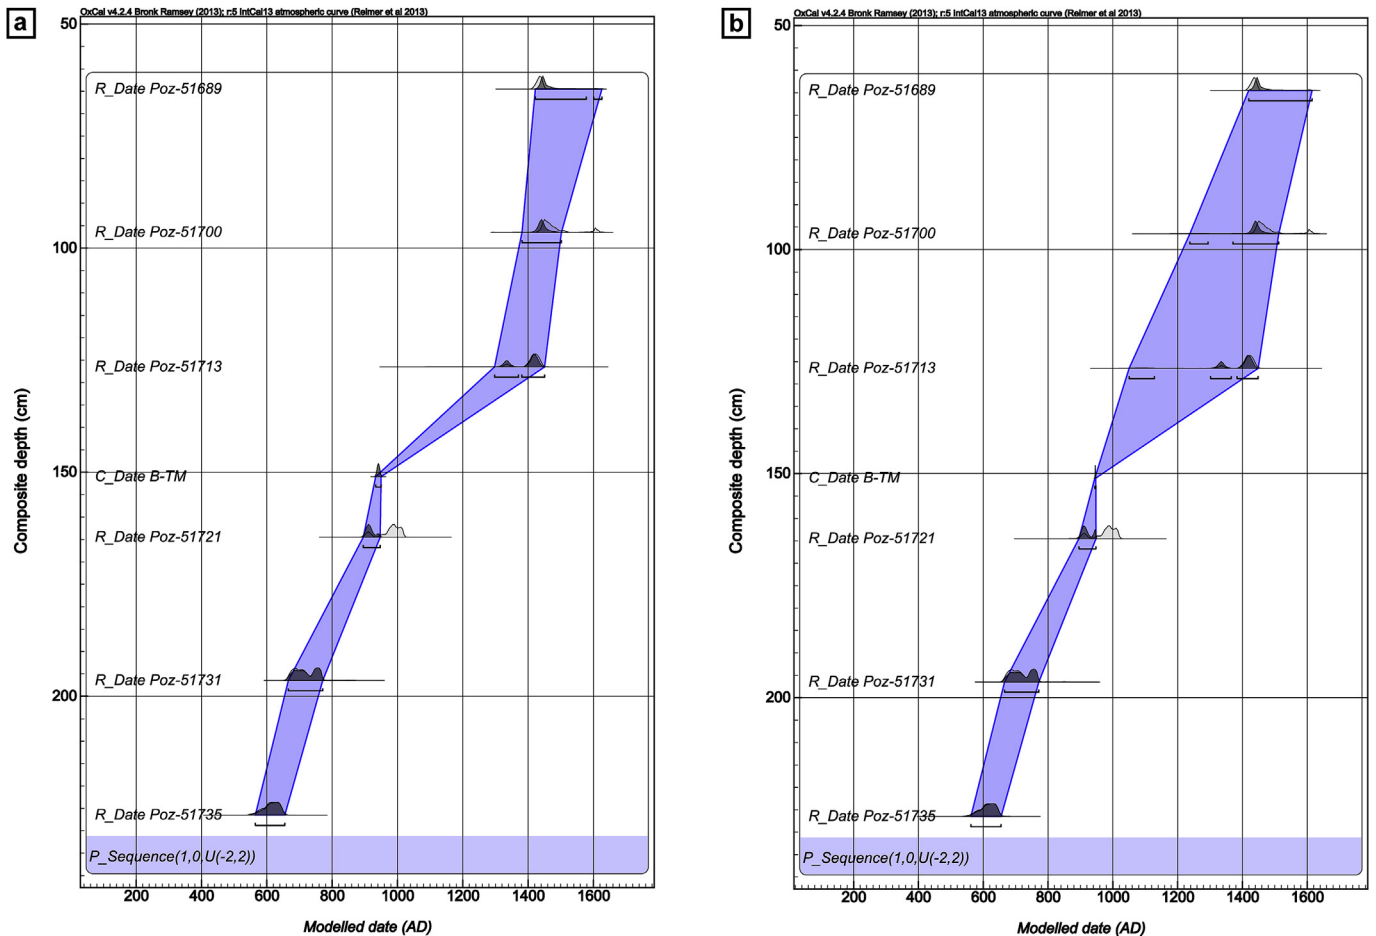 a
OxCal v4.2.4 Bronk Ramsey (2013); r:5 IntCal13 atmospheric curve (Reimer et al 2013)
50
R_Date Poz-51689
R_Date Poz-51700
100
R_Date Poz-51713
150
C_Date B-TM
R_Date Poz-51721
R_Date Poz-51731
200
R_Date Poz-51735
P_Sequence(1,0,U(-2,2))
200 400 600 800 1000 1200 1400 1600
Modelled date (AD)
Composite depth (cm)
b
OxCal v4.2.4 Bronk Ramsey (2013); r:5 IntCal13 atmospheric curve (Reimer et al 2013)
50
R_Date Poz-51689
R_Date Poz-51700
100
R_Date Poz-51713
150
C_Date B-TM
R_Date Poz-51721
R_Date Poz-51731
200
R_Date Poz-51735
P_Sequence(1,0,U(-2,2))
200 400 600 800 1000 1200 1400 1600
Modelled date (AD)
Composite depth (cm)